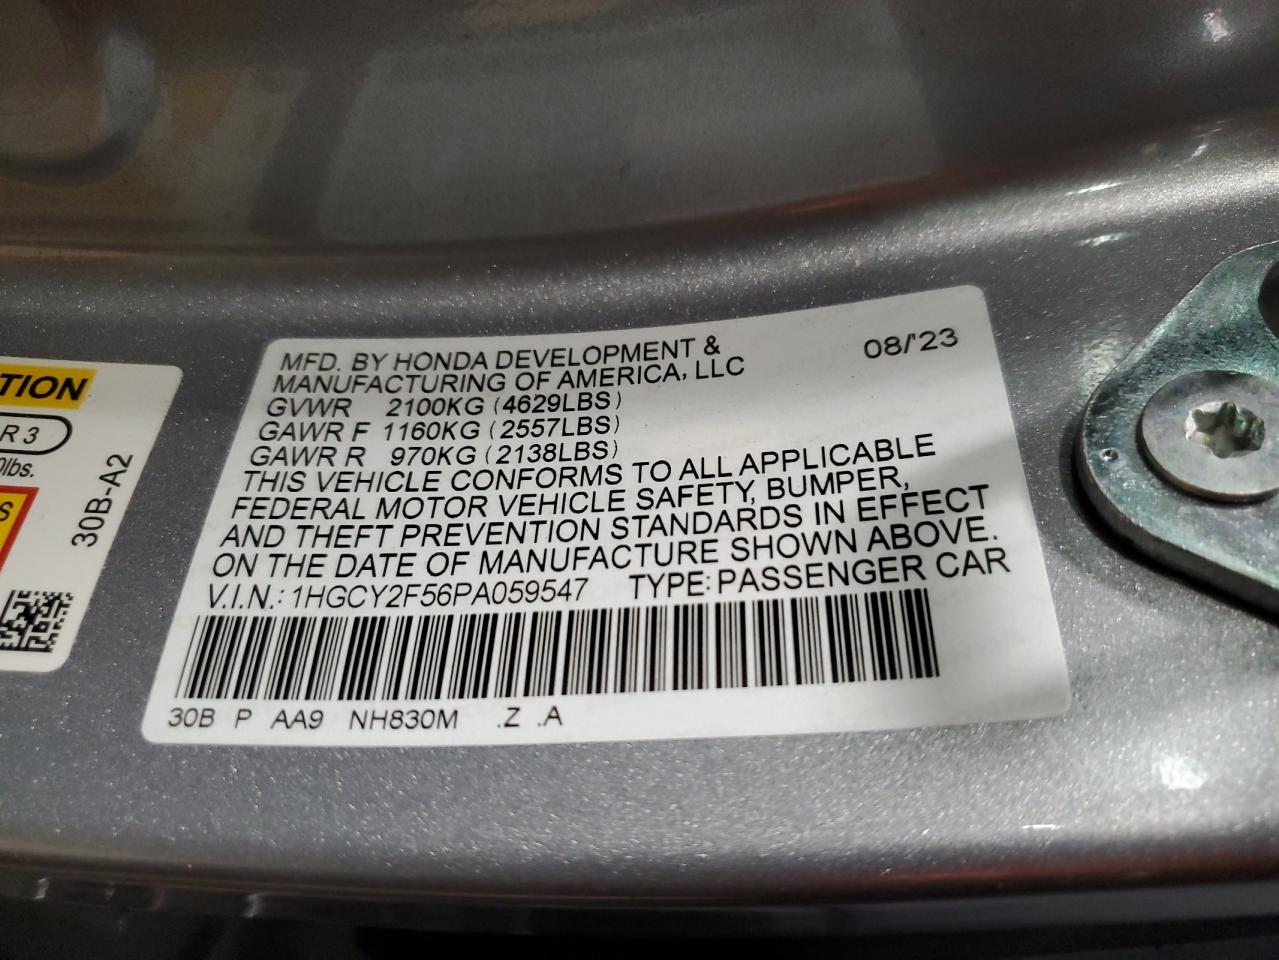 TION
R 3
0lbs.
S
30B-A2
MFD. BY HONDA DEVELOPMENT &
MANUFACTURING OF AMERICA, LLC
08/'23
GVWR 2100KG (4629LBS)
GAWR F 1160KG (2557LBS)
GAWR R 970KG (2138LBS)
THIS VEHICLE CONFORMS TO ALL APPLICABLE
FEDERAL MOTOR VEHICLE SAFETY, BUMPER,
AND THEFT PREVENTION STANDARDS IN EFFECT
ON THE DATE OF MANUFACTURE SHOWN ABOVE.
V.I.N.: 1HGCY2F56PA059547 TYPE: PASSENGER CAR
30B P AA9 NH830M .Z .A